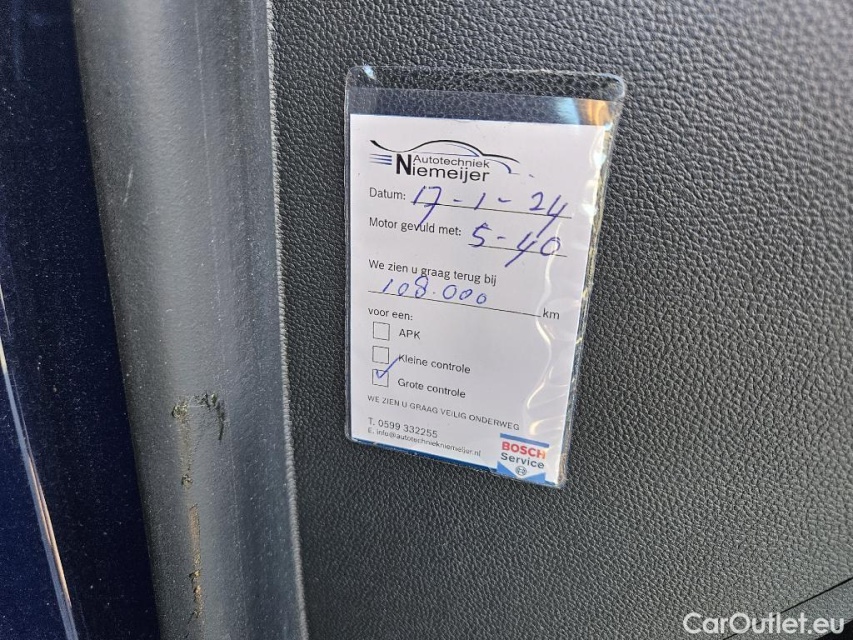 Autotechniek
Niemeijer
Datum: 17-1-24
Motor gevuld met: 5-40
We zien u graag terug bij
108.000 km
voor een:
APK
Kleine controle
Grote controle
WE ZIEN U GRAAG VEILIG ONDERWEG
T. 0599 332255
E. info@autotechniekniemeijer.nl
BOSCH
Service
CarOutlet.eu